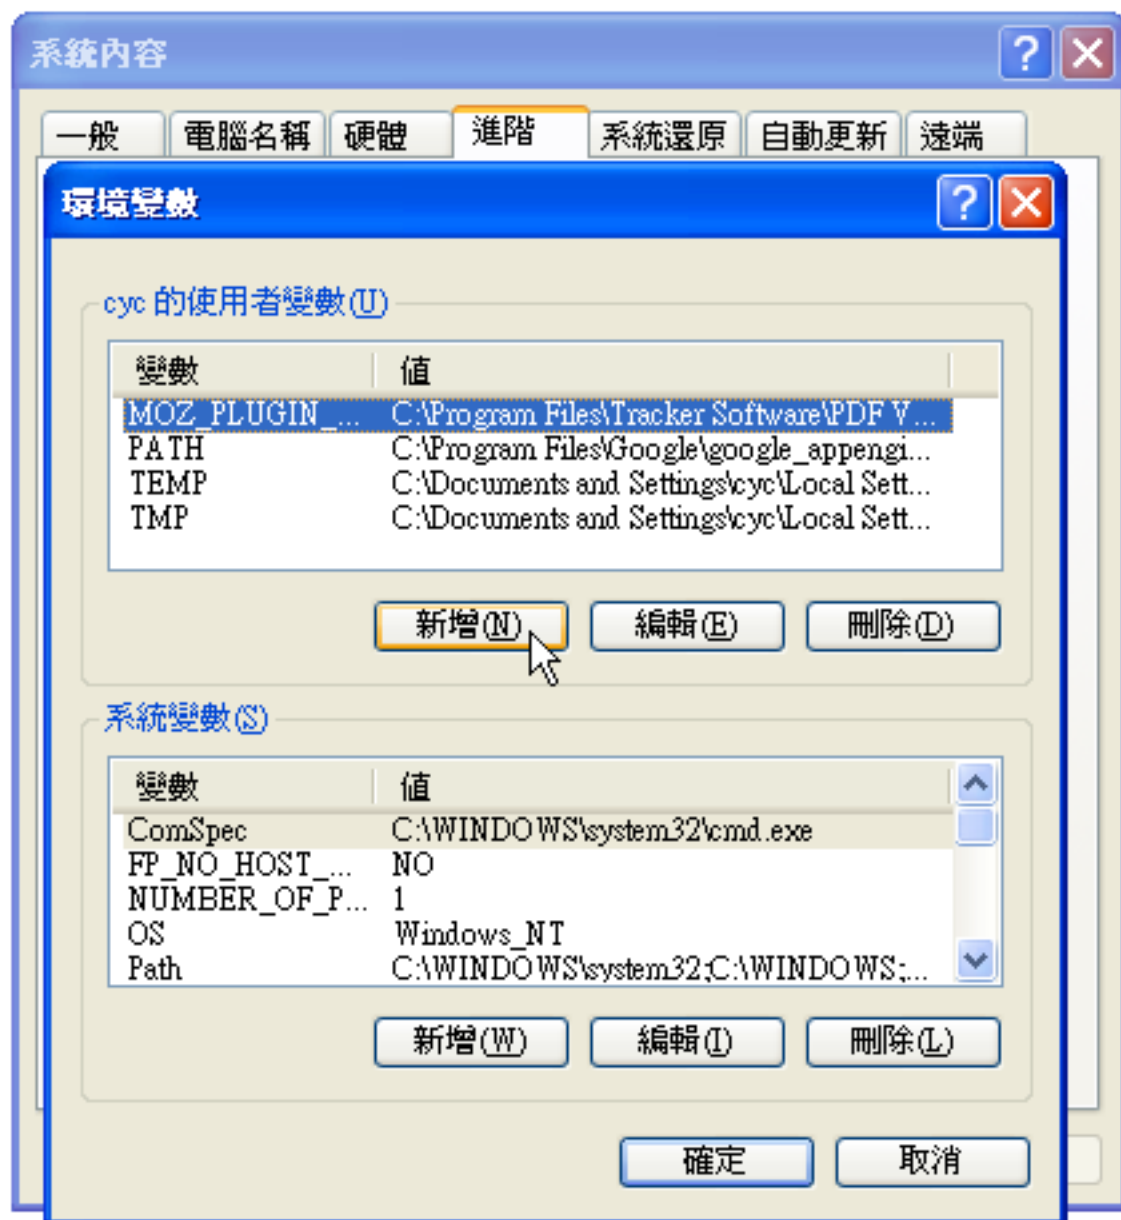 系統內容
一般 電腦名稱 硬體 進階 系統還原 自動更新 遠端
環境變數
cyc 的使用者變數(U)
變數 值
MOZ_PLUGIN_... C:\Program Files\Tracker Software\PDF V...
PATH C:\Program Files\Google\google_appengi...
TEMP C:\Documents and Settings\cyc\Local Sett...
TMP C:\Documents and Settings\cyc\Local Sett...
新增(N) 編輯(E) 刪除(D)
系統變數(S)
變數 值
ComSpec C:\WINDOWS\system32\cmd.exe
FP_NO_HOST_... NO
NUMBER_OF_P... 1
OS Windows_NT
Path C:\WINDOWS\system32;C:\WINDOWS;...
新增(W) 編輯(I) 刪除(L)
確定 取消